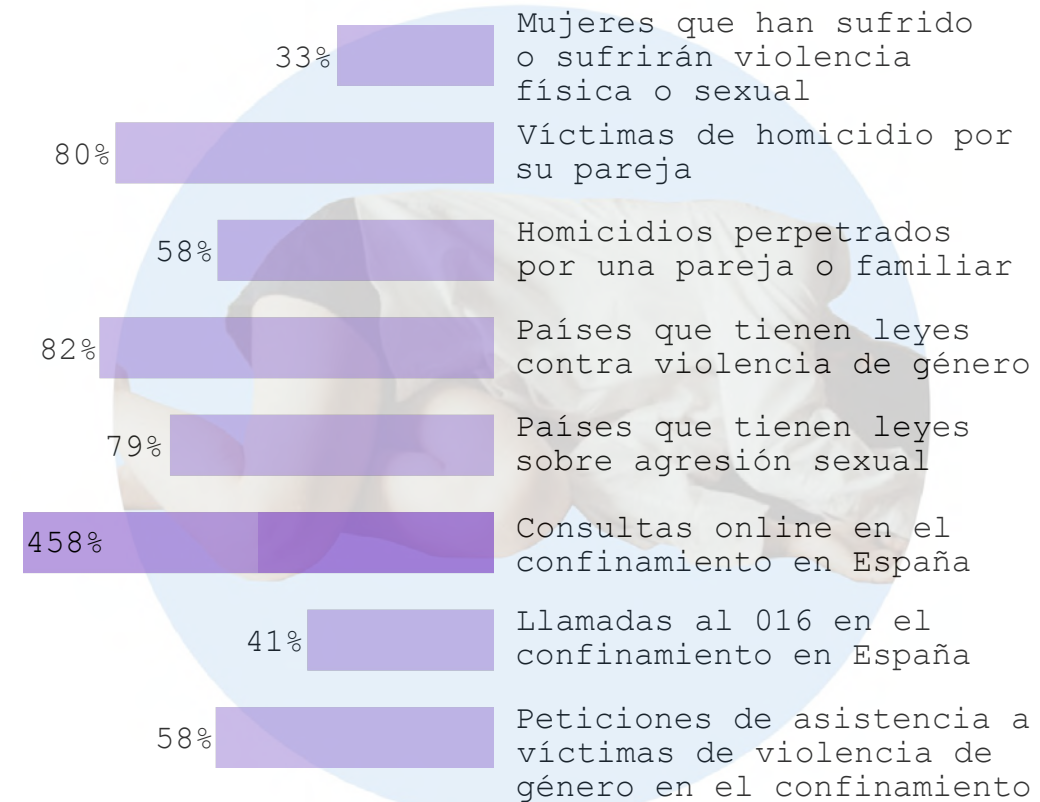 33%
Mujeres que han sufrido
o sufrirán violencia
física o sexual
80%
Víctimas de homicidio por
su pareja
58%
Homicidios perpetrados
por una pareja o familiar
82%
Países que tienen leyes
contra violencia de género
79%
Países que tienen leyes
sobre agresión sexual
458%
Consultas online en el
confinamiento en España
41%
Llamadas al 016 en el
confinamiento en España
58%
Peticiones de asistencia a
víctimas de violencia de
género en el confinamiento